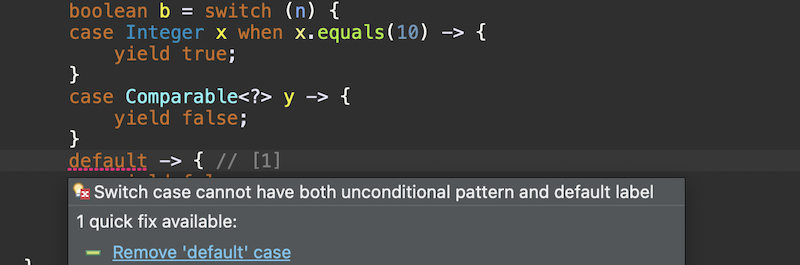 boolean b = switch (n) {
case Integer x when x.equals(10) -> {
yield true;
}
case Comparable<?> y -> {
yield false;
}
default -> { // [1]
Switch case cannot have both unconditional pattern and default label
1 quick fix available:
Remove 'default' case
}